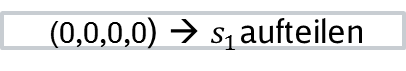 (0,0,0,0) → s₁ aufteilen